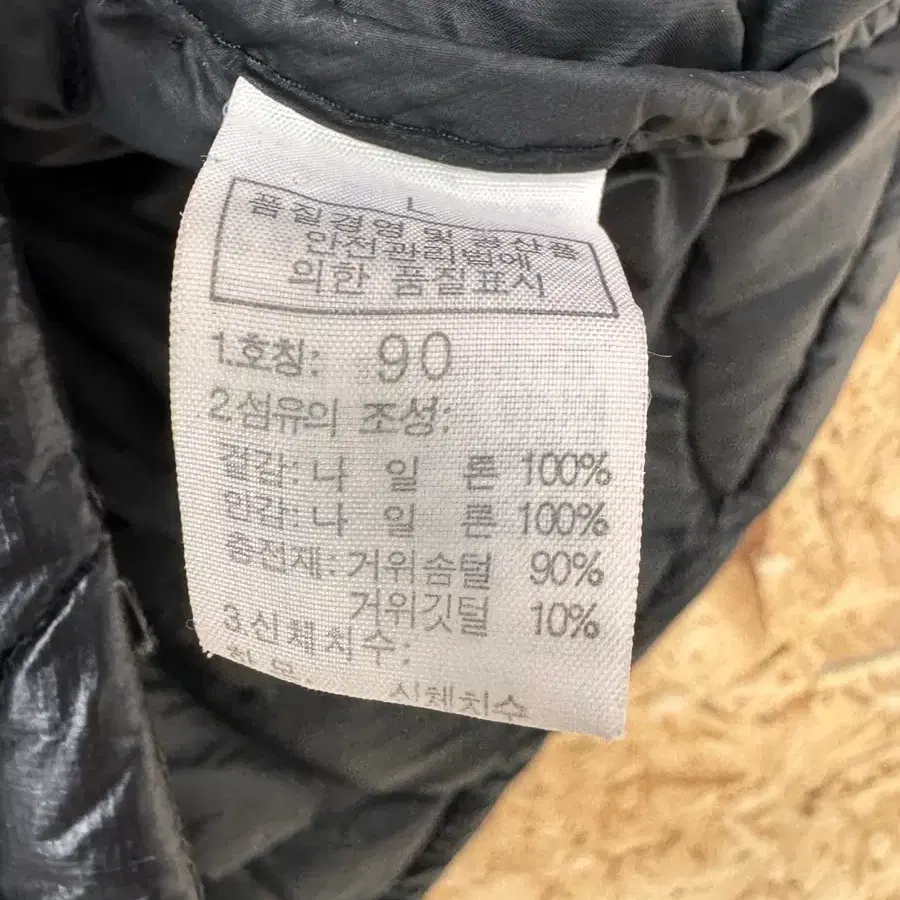 L
품질경영 및 공산품
안전관리법에
의한 품질표시
1.호칭: 90
2.섬유의 조성:
겉감: 나 일 론 100%
안감: 나 일 론 100%
충전재: 거위솜털 90%
거위깃털 10%
3.신체치수:
신체치수